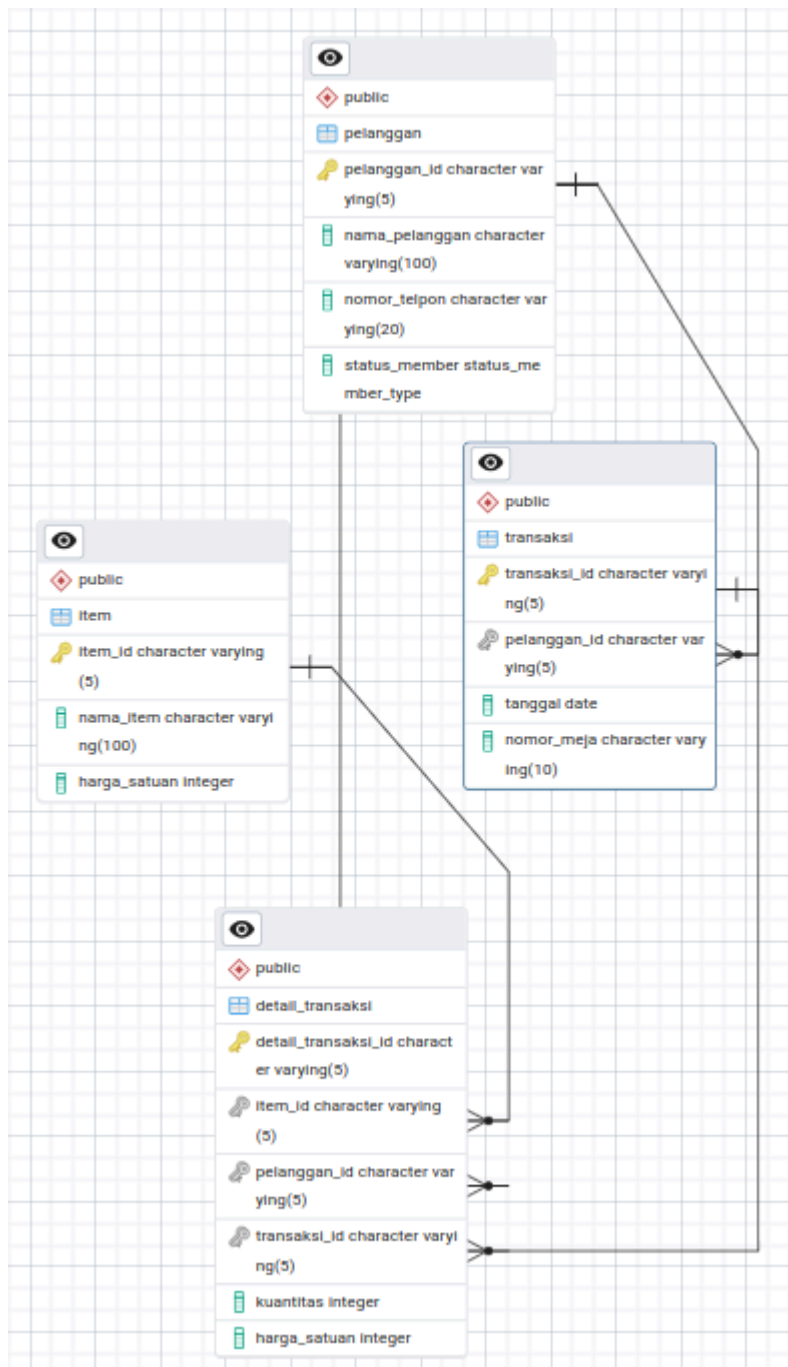 public
pelanggan
pelanggan_id character var
ying(5)
nama_pelanggan character
varying(100)
nomor_telpon character var
ying(20)
status_member status_me
mber_type
public
transaksi
transaksi_id character varyi
ng(5)
pelanggan_id character var
ying(5)
tanggal date
nomor_meja character vary
ing(10)
public
item
item_id character varying
(5)
nama_item character varyi
ng(100)
harga_satuan integer
public
detail_transaksi
detail_transaksi_id charact
er varying(5)
item_id character varying
(5)
pelanggan_id character var
ying(5)
transaksi_id character varyi
ng(5)
kuantitas integer
harga_satuan integer